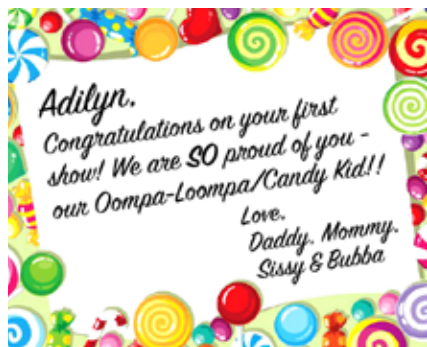 Adilyn,
Congratulations on your first
show! We are SO proud of you -
our Oompa-Loompa/Candy Kid!!
Love,
Daddy, Mommy,
Sissy & Bubba